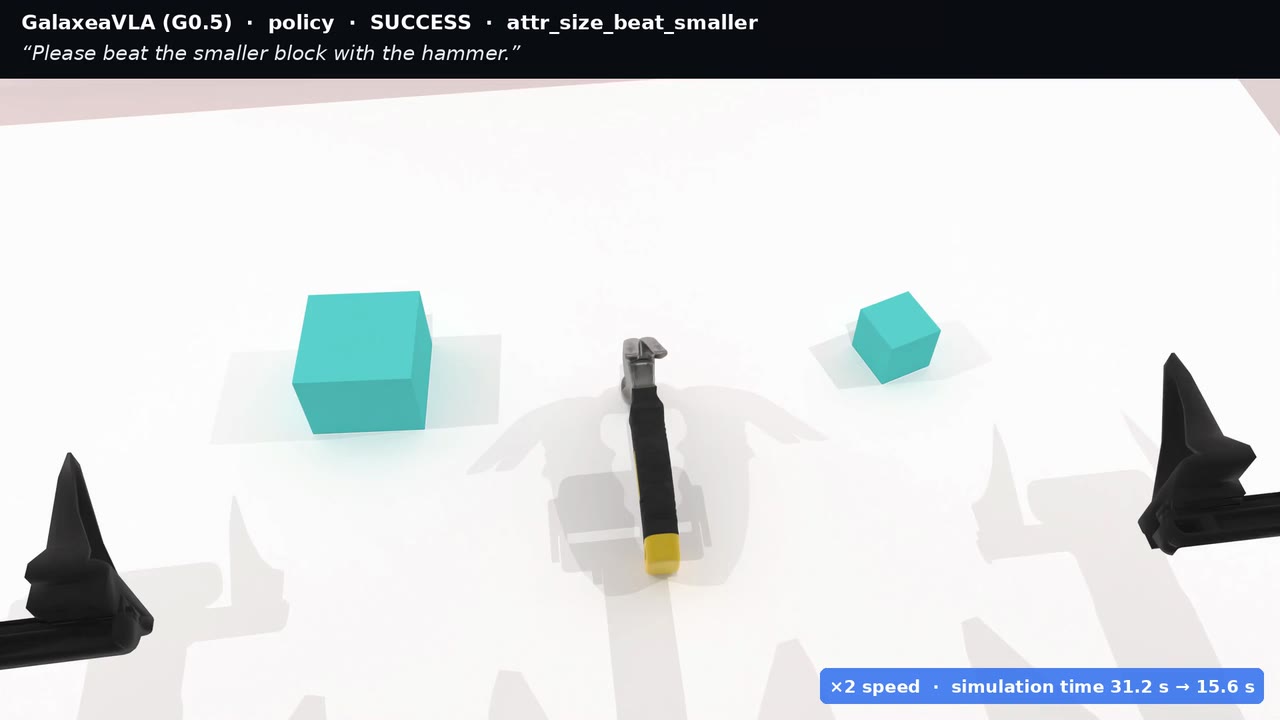 GalaxeaVLA (G0.5) · policy · SUCCESS · attr_size_beat_smaller
“Please beat the smaller block with the hammer.”
×2 speed · simulation time 31.2 s → 15.6 s